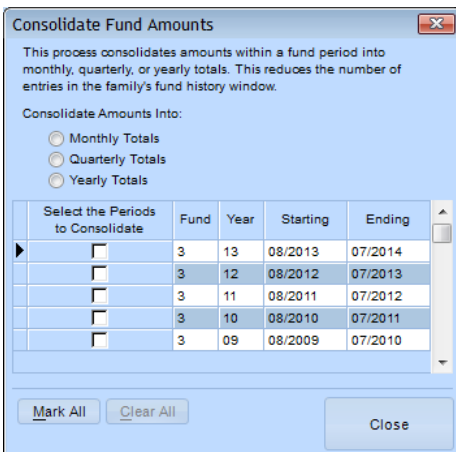 Consolidate Fund Amounts
This process consolidates amounts within a fund period into
monthly, quarterly, or yearly totals. This reduces the number of
entries in the family's fund history window.
Consolidate Amounts Into:
Monthly Totals
Quarterly Totals
Yearly Totals
Select the Periods
to Consolidate
Fund Year Starting Ending
3 13 08/2013 07/2014
3 12 08/2012 07/2013
3 11 08/2011 07/2012
3 10 08/2010 07/2011
3 09 08/2009 07/2010
Mark All Clear All Close